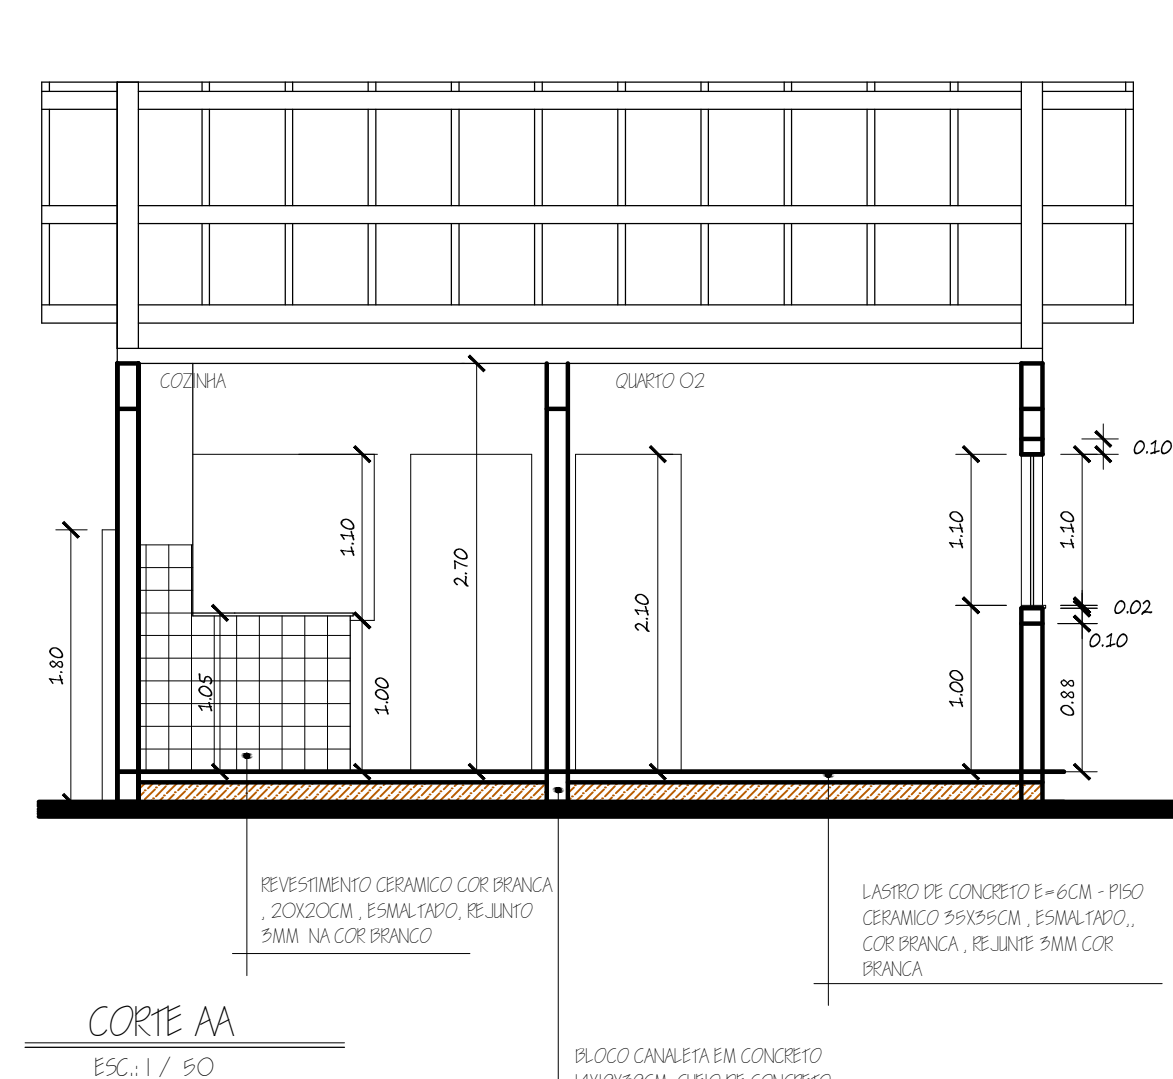 COZINHA
QUARTO 02
0.10
1.10
2.70
1.10
1.10
2.10
0.02
0.10
1.80
1.05
1.00
1.00
0.88
REVESTIMENTO CERAMICO COR BRANCA
, 20X20CM , ESMALTADO, REJUNTO
3MM NA COR BRANCO
LASTRO DE CONCRETO E=6CM - PISO
CERAMICO 35X35CM , ESMALTADO,,
COR BRANCA , REJUNTE 3MM COR
BRANCA
CORTE AA
ESC.: 1 / 50
BLOCO CANALETA EM CONCRETO
CHEIO DE CONCRETO